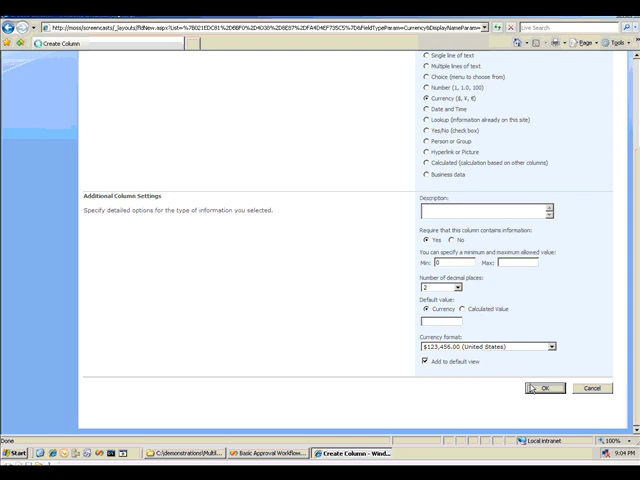 http://moss/screencasts/_layouts/fldNew.aspx?List=
FieldTypeParam=Currency&DisplayNameParam=
Live Search
Create Column
Page
Tools
Single line of text
Multiple lines of text
Choice (menu to choose from)
Number (1, 1.0, 100)
Currency ($, ¥, €)
Date and Time
Lookup (information already on this site)
Yes/No (check box)
Person or Group
Hyperlink or Picture
Calculated (calculation based on other columns)
Business data
Additional Column Settings
Specify detailed options for the type of information you selected.
Description:
Require that this column contains information:
Yes No
You can specify a minimum and maximum allowed value:
Min: 0 Max:
Number of decimal places:
2
Default value:
Currency Calculated Value
Currency format:
$123,456.00 (United States)
Add to default view
OK Cancel
Done Local intranet 100%
Start C:\demonstrations\Multil... Basic Approval Workflow... Create Column - Wind... 9:04 PM